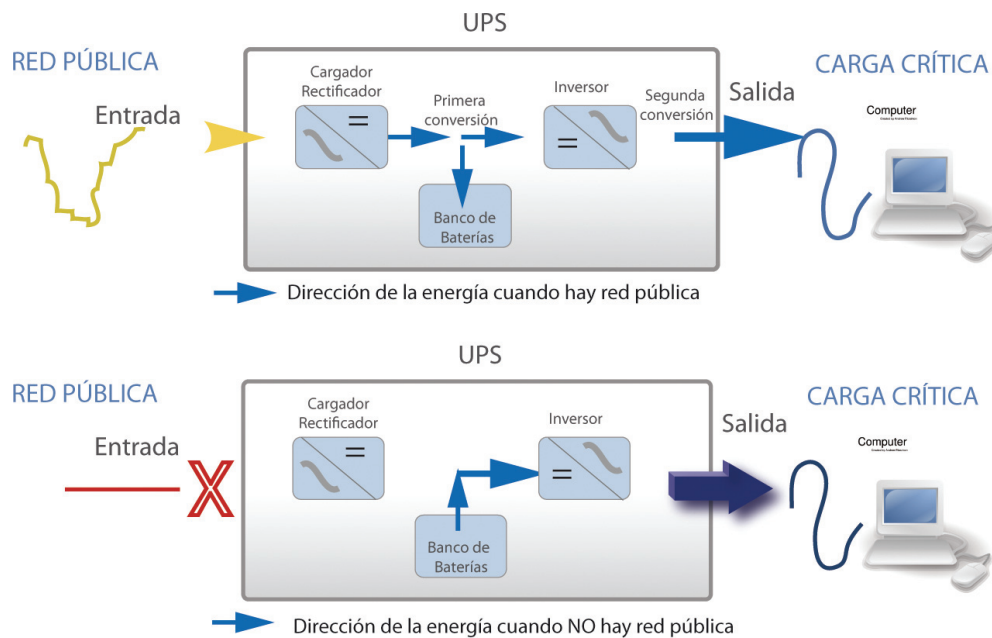 UPS
RED PÚBLICA
CARGA CRÍTICA
Entrada
Cargador
Rectificador
Primera
conversión
Inversor
Segunda
conversión
Salida
Computer
Banco de
Baterías
Dirección de la energía cuando hay red pública
UPS
RED PÚBLICA
CARGA CRÍTICA
Entrada
Cargador
Rectificador
Inversor
Salida
Computer
Banco de
Baterías
Dirección de la energía cuando NO hay red pública